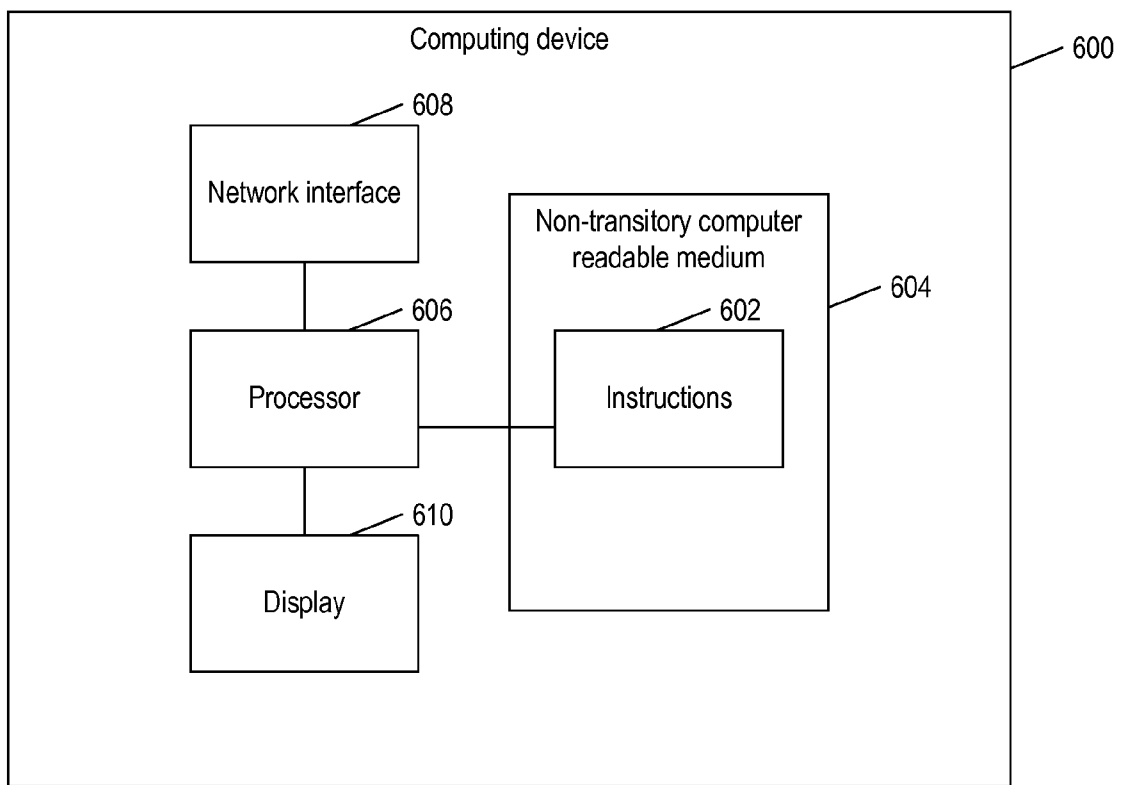 Computing device
600
608
Network interface
Non-transitory computer
readable medium
604
606
602
Processor
Instructions
610
Display